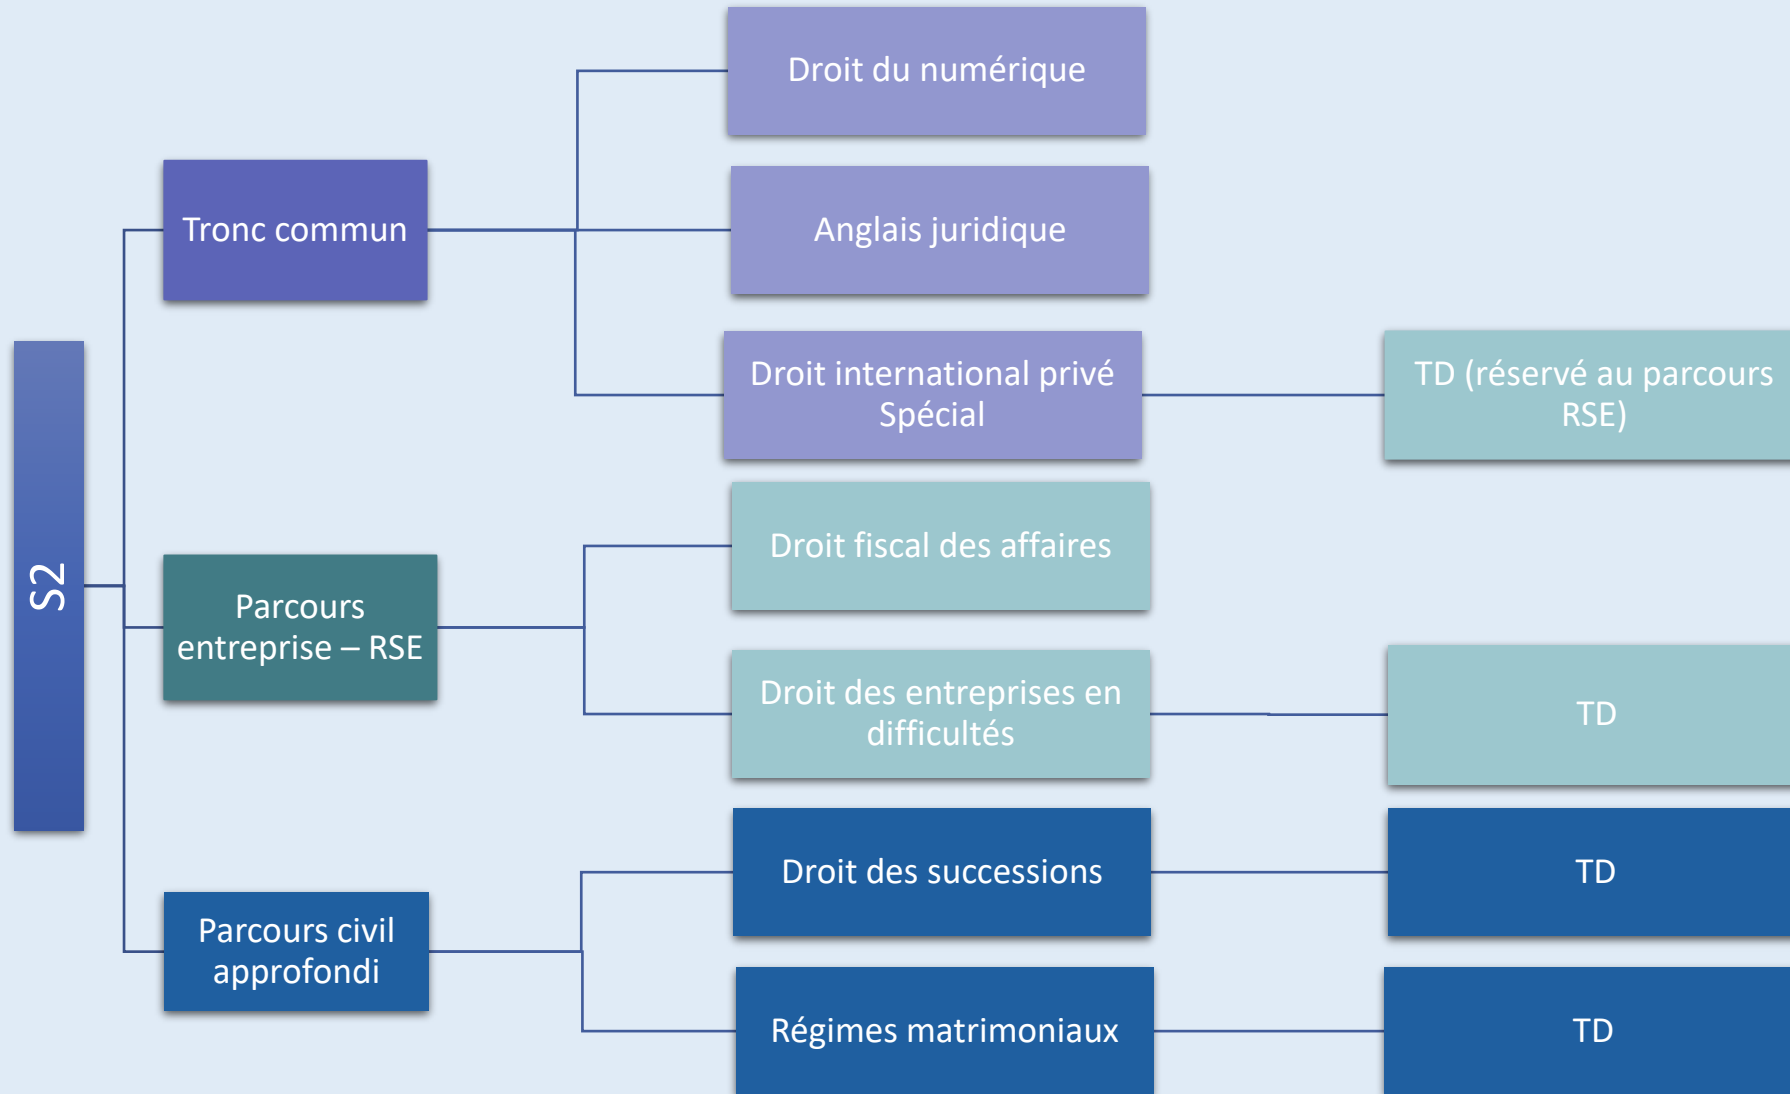 S2
Tronc commun
Droit du numérique
Anglais juridique
Droit international privé
Spécial
TD (réservé au parcours
RSE)
Parcours
entreprise – RSE
Droit fiscal des affaires
Droit des entreprises en
difficultés
TD
Parcours civil
approfondi
Droit des successions
TD
Régimes matrimoniaux
TD